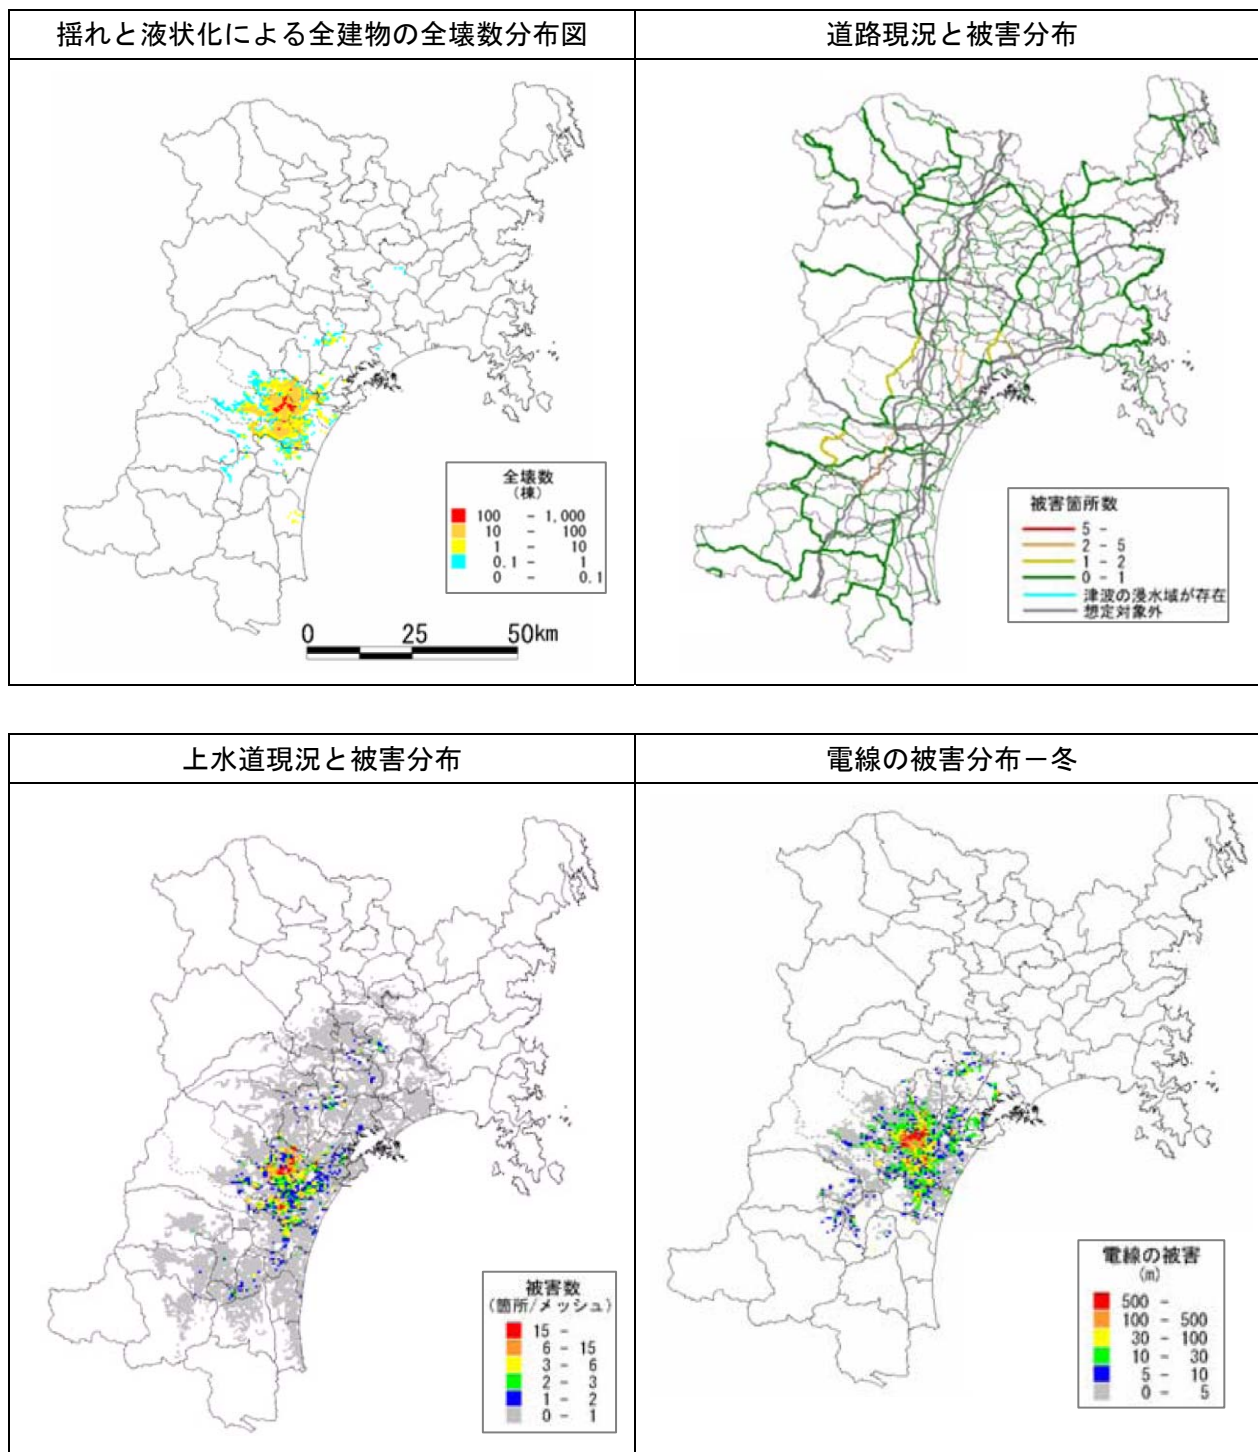 揺れと液状化による全建物の全壊数分布図
道路現況と被害分布
全壊数
(棟)
100 - 1,000
10 - 100
1 - 10
0.1 - 1
0 - 0.1
0 25 50km
被害箇所数
5 -
2 - 5
1 - 2
0 - 1
津波の浸水域が存在
想定対象外
上水道現況と被害分布
電線の被害分布－冬
被害数
(箇所/メッシュ)
15 -
6 - 15
3 - 6
2 - 3
1 - 2
0 - 1
電線の被害
(m)
500 -
100 - 500
30 - 100
10 - 30
5 - 10
0 - 5